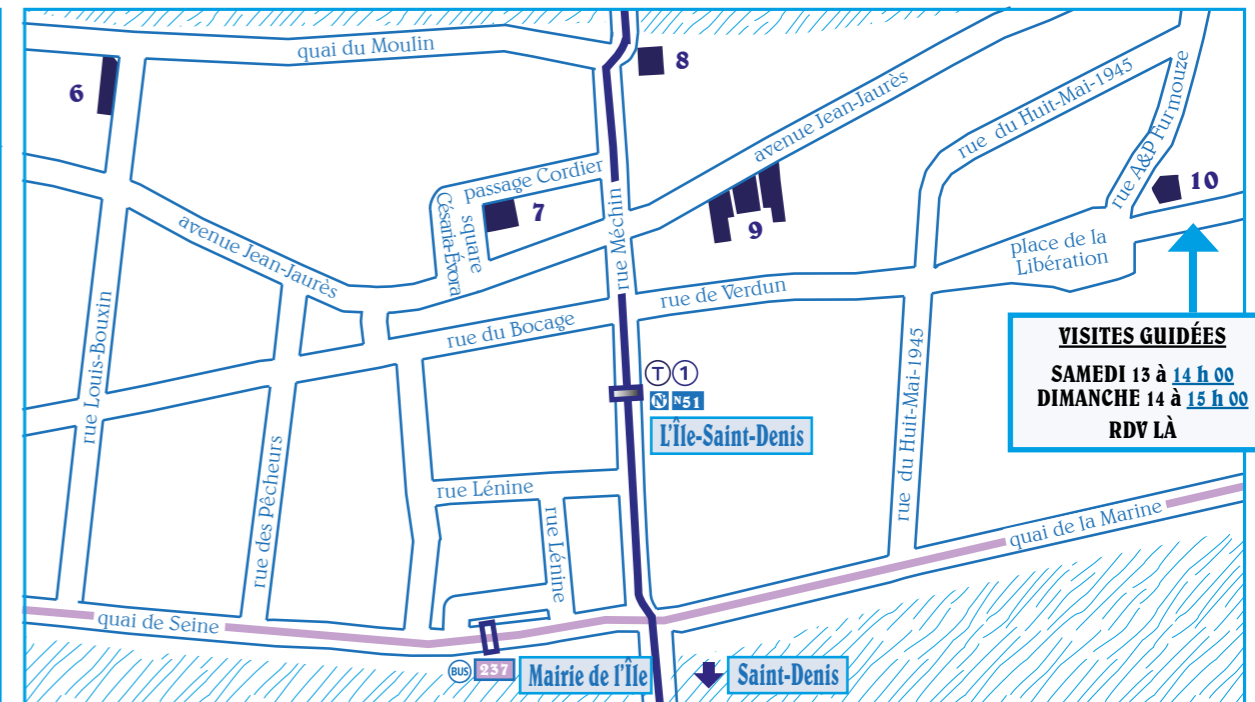 quai du Moulin
6
8
avenue Jean-Jaurès
rue du Huit-Mai-1945
rue A&P Furmouze
passage Cordier
square
Césaria-Évora
7
rue Méchin
9
10
place de la
Libération
avenue Jean-Jaurès
rue du Bocage
rue de Verdun
VISITES GUIDÉES
SAMEDI 13 à 14 h 00
DIMANCHE 14 à 15 h 00
RDV LÀ
rue Louis-Bouxin
T 1
N N51
L'Île-Saint-Denis
rue du Huit-Mai-1945
rue des Pêcheurs
rue Lénine
rue Lénine
quai de la Marine
quai de Seine
BUS 237 Mairie de l'Île
Saint-Denis